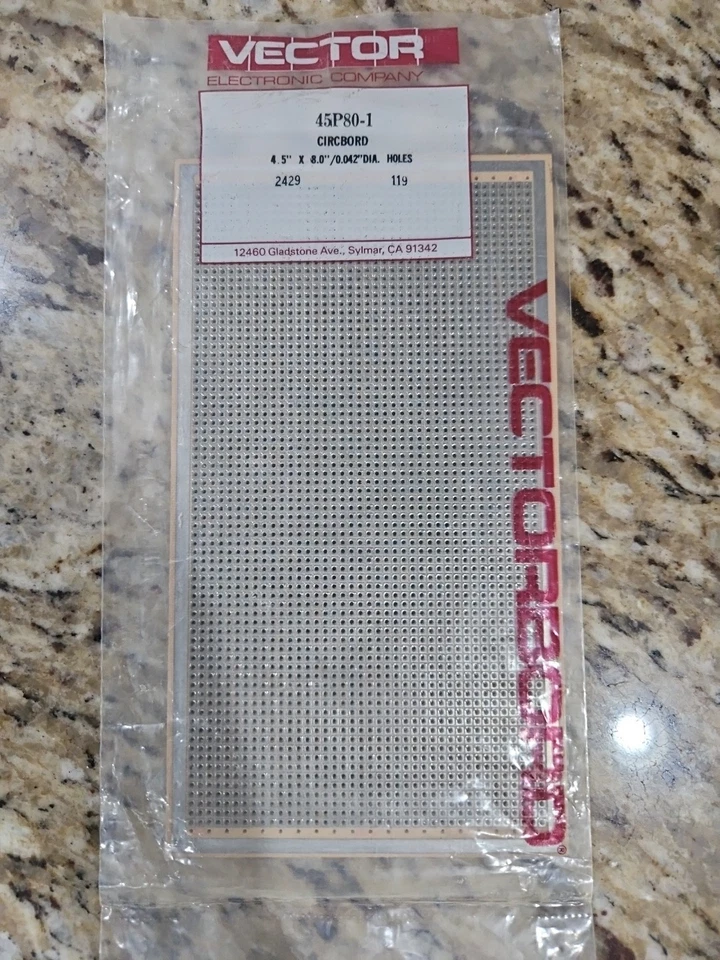 VECTOR
ELECTRONIC COMPANY
45P80-1
CIRCBORD
4.5" X 8.0"/0.042"DIA. HOLES
2429 119
12460 Gladstone Ave., Sylmar, CA 91342
VECTORBORD®